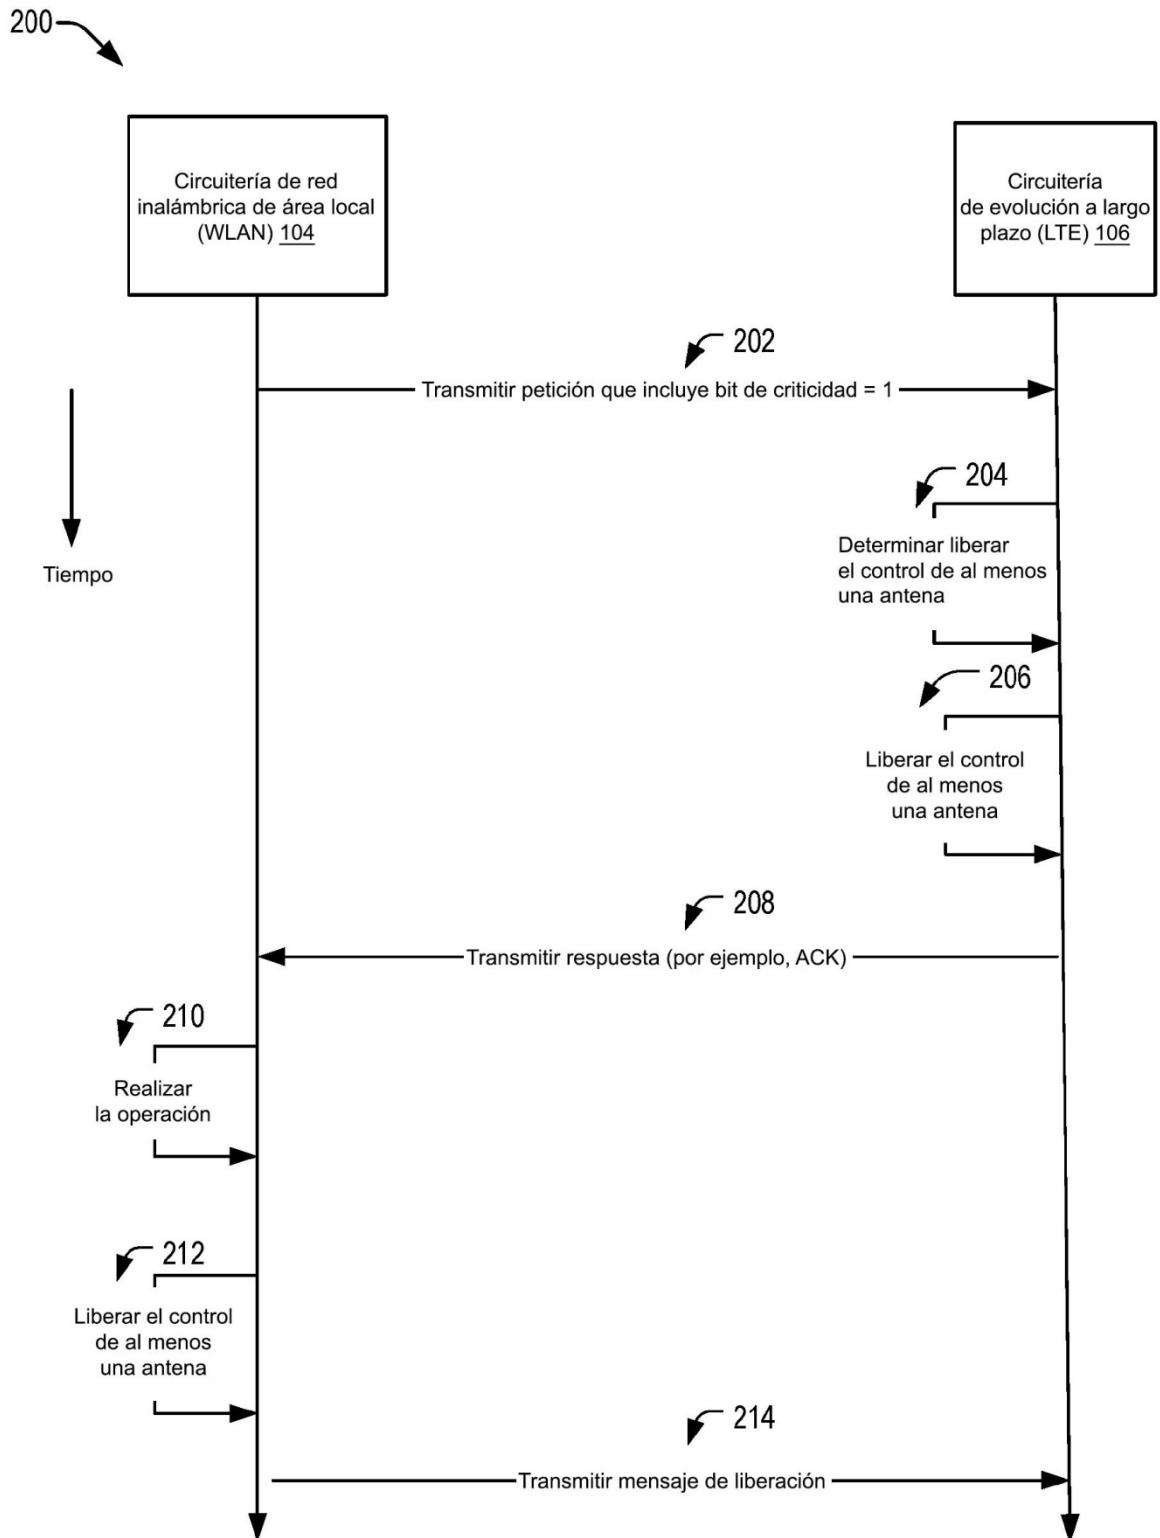 200
Circuitería de red
inalámbrica de área local
(WLAN) 104
Circuitería
de evolución a largo
plazo (LTE) 106
202
Transmitir petición que incluye bit de criticidad = 1
Tiempo
204
Determinar liberar
el control de al menos
una antena
206
Liberar el control
de al menos
una antena
208
Transmitir respuesta (por ejemplo, ACK)
210
Realizar
la operación
212
Liberar el control
de al menos
una antena
214
Transmitir mensaje de liberación